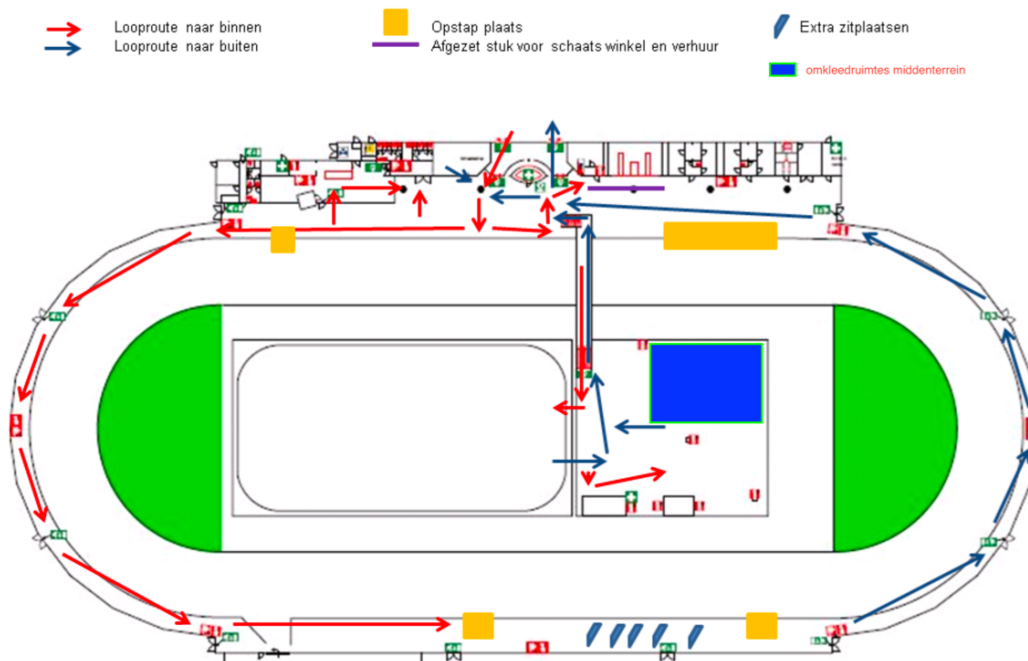 Looproute naar binnen
Looproute naar buiten
Opstap plaats
Afgezet stuk voor schaats winkel en verhuur
Extra zitplaatsen
omkleedruimtes middenterrein